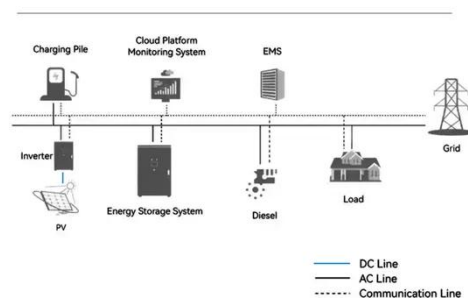 Charging Pile
Cloud Platform
Monitoring System
EMS
Inverter
Grid
PV
Energy Storage System
Diesel
Load
DC Line
AC Line
Communication Line